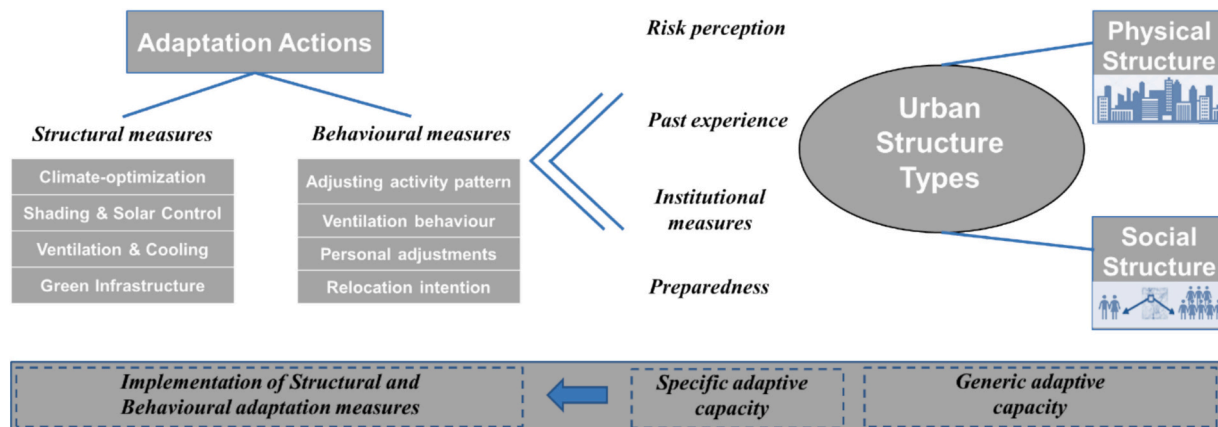 Adaptation Actions
Structural measures
Climate-optimization
Shading & Solar Control
Ventilation & Cooling
Green Infrastructure
Behavioural measures
Adjusting activity pattern
Ventilation behaviour
Personal adjustments
Relocation intention
Risk perception
Past experience
Institutional
measures
Preparedness
Urban
Structure
Types
Physical
Structure
Social
Structure
Implementation of Structural and
Behavioural adaptation measures
Specific adaptive
capacity
Generic adaptive
capacity